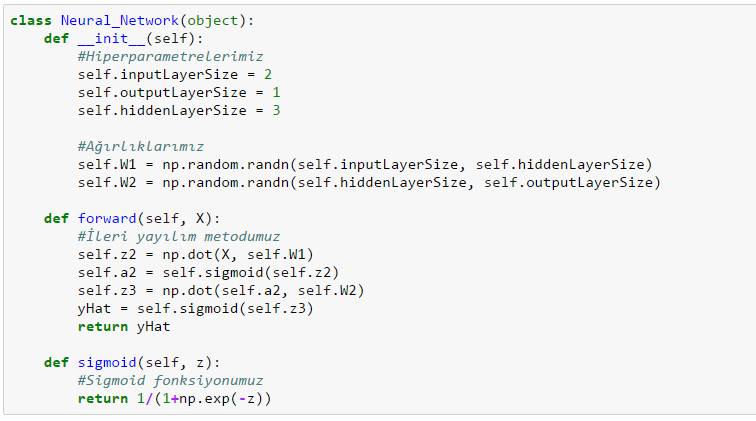 class Neural_Network(object):
    def __init__(self):
        #Hiperparametrelerimiz
        self.inputLayerSize = 2
        self.outputLayerSize = 1
        self.hiddenLayerSize = 3

        #Ağırlıklarımız
        self.W1 = np.random.randn(self.inputLayerSize, self.hiddenLayerSize)
        self.W2 = np.random.randn(self.hiddenLayerSize, self.outputLayerSize)

    def forward(self, X):
        #İleri yayılım metodumuz
        self.z2 = np.dot(X, self.W1)
        self.a2 = self.sigmoid(self.z2)
        self.z3 = np.dot(self.a2, self.W2)
        yHat = self.sigmoid(self.z3)
        return yHat

    def sigmoid(self, z):
        #Sigmoid fonksiyonumuz
        return 1/(1+np.exp(-z))